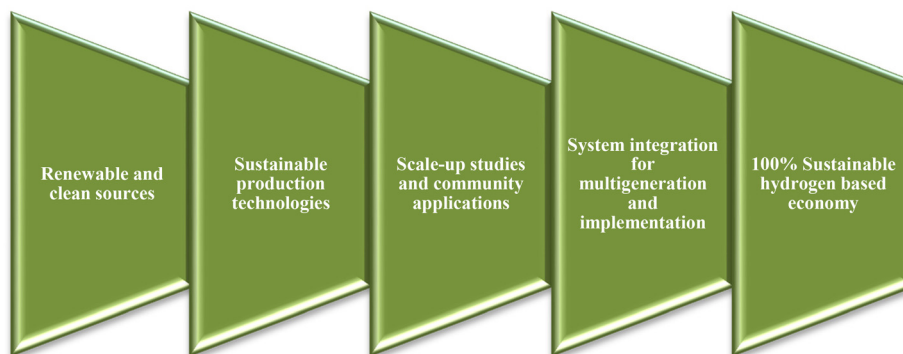 Renewable and
clean sources
Sustainable
production
technologies
Scale-up studies
and community
applications
System integration
for
multigeneration
and
implementation
100% Sustainable
hydrogen based
economy